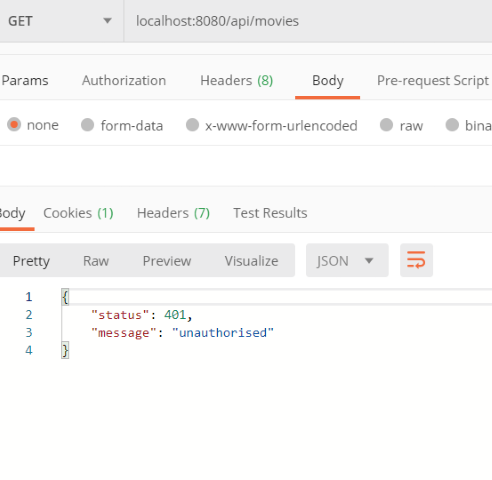 GET localhost:8080/api/movies
Params Authorization Headers (8) Body Pre-request Script
none form-data x-www-form-urlencoded raw bina
Body Cookies (1) Headers (7) Test Results
Pretty Raw Preview Visualize JSON
1 {
2 "status": 401,
3 "message": "unauthorised"
4 }